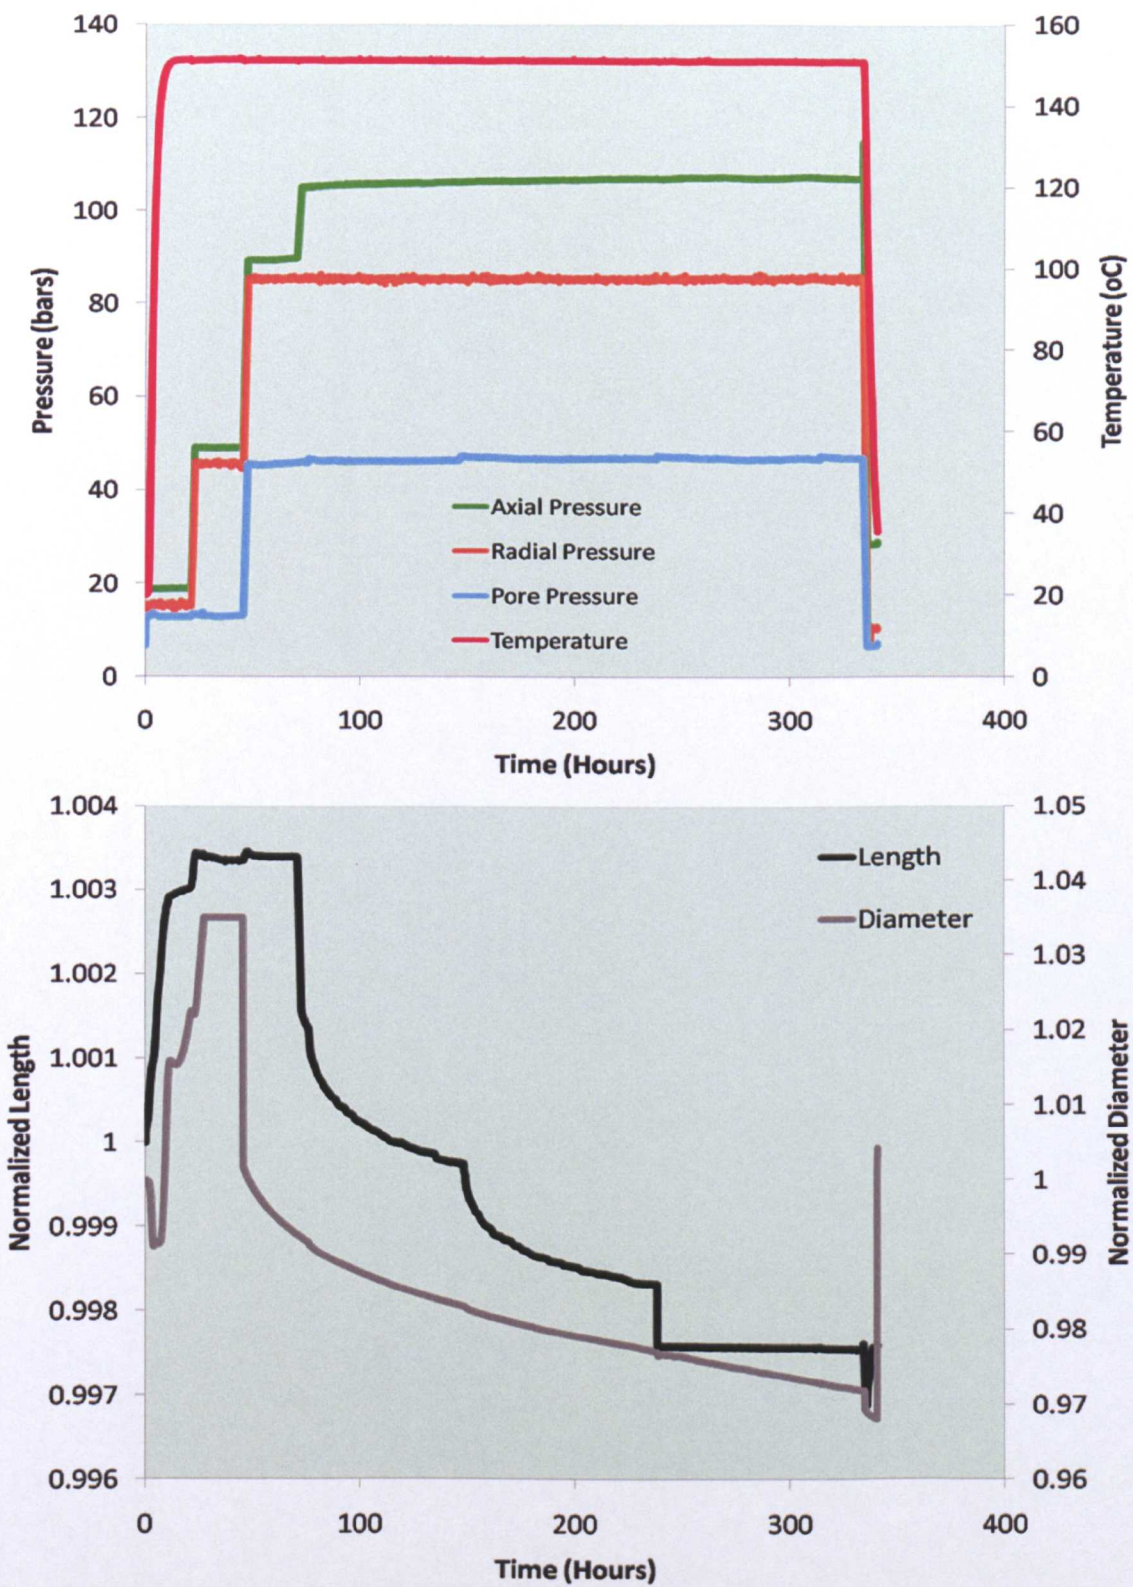 140
120
100
80
60
40
20
0
Pressure (bars)
160
140
120
100
80
60
40
20
0
Temperature (oC)
Axial Pressure
Radial Pressure
Pore Pressure
Temperature
0 100 200 300 400
Time (Hours)
1.004
1.003
1.002
1.001
1
0.999
0.998
0.997
0.996
Normalized Length
1.05
1.04
1.03
1.02
1.01
1
0.99
0.98
0.97
0.96
Normalized Diameter
Length
Diameter
0 100 200 300 400
Time (Hours)